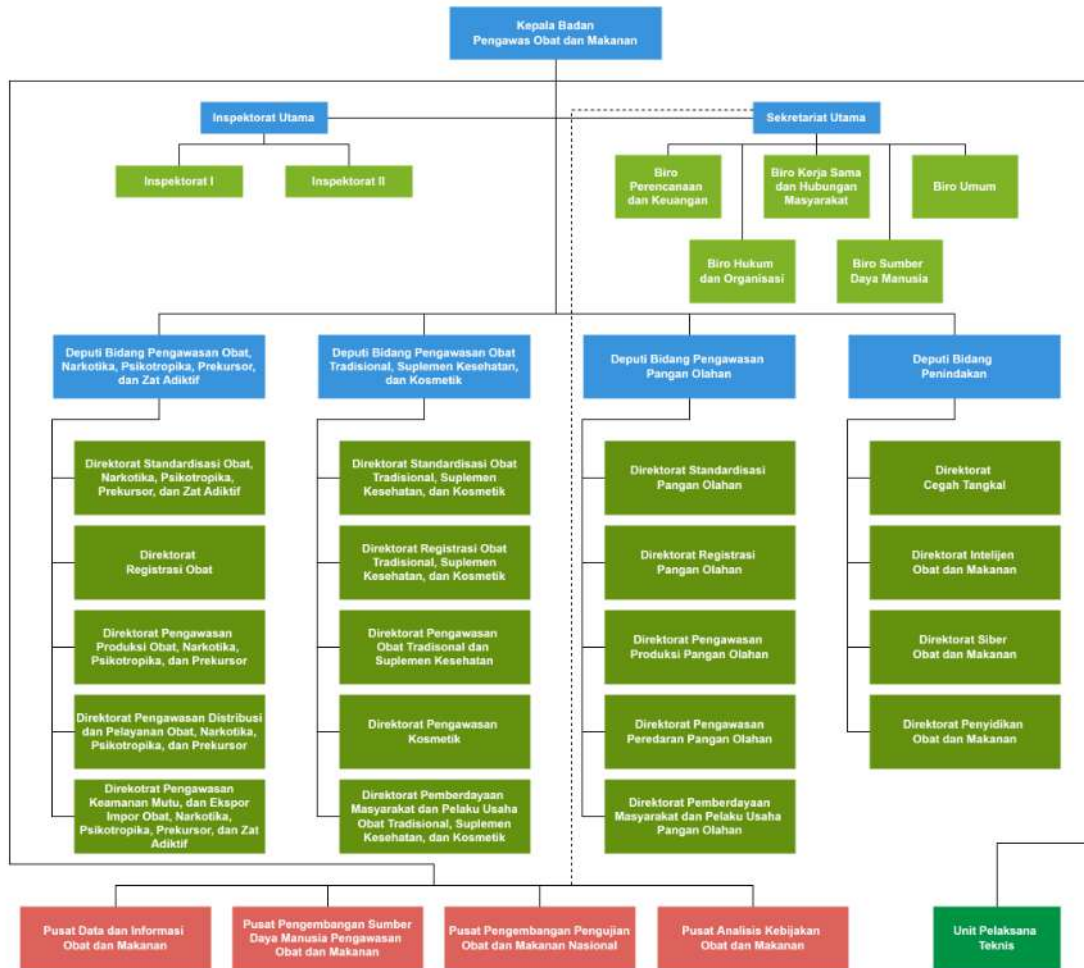 Kepala Badan
Pengawas Obat dan Makanan
Inspektorat Utama
Sekretariat Utama
Inspektorat I
Inspektorat II
Biro
Perencanaan
dan Keuangan
Biro Kerja Sama
dan Hubungan
Masyarakat
Biro Umum
Biro Hukum
dan Organisasi
Biro Sumber
Daya Manusia
Deputi Bidang Pengawasan Obat,
Narkotika, Psikotropika, Prekursor,
dan Zat Adiktif
Deputi Bidang Pengawasan Obat
Tradisional, Suplemen Kesehatan,
dan Kosmetik
Deputi Bidang Pengawasan
Pangan Olahan
Deputi Bidang
Penindakan
Direktorat Standardisasi Obat,
Narkotika, Psikotropika,
Prekursor, dan Zat Adiktif
Direktorat Standardisasi Obat
Tradisional, Suplemen
Kesehatan, dan Kosmetik
Direktorat Standardisasi
Pangan Olahan
Direktorat
Cegah Tangkal
Direktorat
Registrasi Obat
Direktorat Registrasi Obat
Tradisional, Suplemen
Kesehatan, dan Kosmetik
Direktorat Registrasi
Pangan Olahan
Direktorat Intelijen
Obat dan Makanan
Direktorat Pengawasan
Produksi Obat, Narkotika,
Psikotropika, dan Prekursor
Direktorat Pengawasan
Obat Tradisonal dan
Suplemen Kesehatan
Direktorat Pengawasan
Produksi Pangan Olahan
Direktorat Siber
Obat dan Makanan
Direktorat Pengawasan Distribusi
dan Pelayanan Obat, Narkotika,
Psikotropika, dan Prekursor
Direktorat Pengawasan
Kosmetik
Direktorat Pengawasan
Peredaran Pangan Olahan
Direktorat Penyidikan
Obat dan Makanan
Direkotrat Pengawasan
Keamanan Mutu, dan Ekspor
Impor Obat, Narkotika,
Psikotropika, Prekursor, dan Zat
Adiktif
Direktorat Pemberdayaan
Masyarakat dan Pelaku Usaha
Obat Tradisional, Suplemen
Kesehatan, dan Kosmetik
Direktorat Pemberdayaan
Masyarakat dan Pelaku Usaha
Pangan Olahan
Pusat Data dan Informasi
Obat dan Makanan
Pusat Pengembangan Sumber
Daya Manusia Pengawasan
Obat dan Makanan
Pusat Pengembangan Pengujian
Obat dan Makanan Nasional
Pusat Analisis Kebijakan
Obat dan Makanan
Unit Pelaksana
Teknis